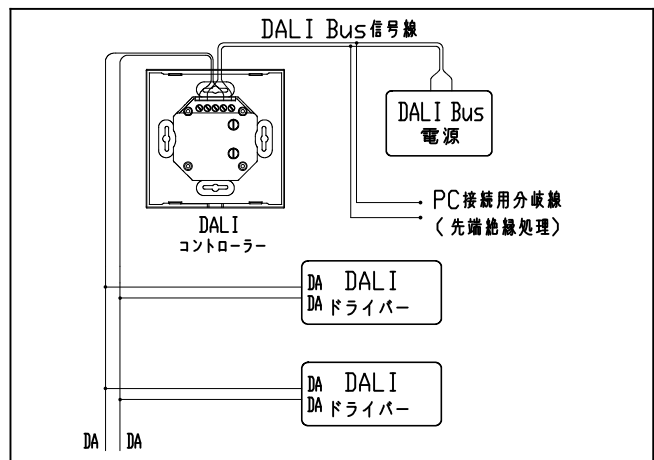 DALI Bus信号線
DALI Bus
電源
PC接続用分岐線
(先端絶縁処理)
DALI
コントローラー
DA DALI
DA ドライバー
DA DALI
DA ドライバー
DA DA